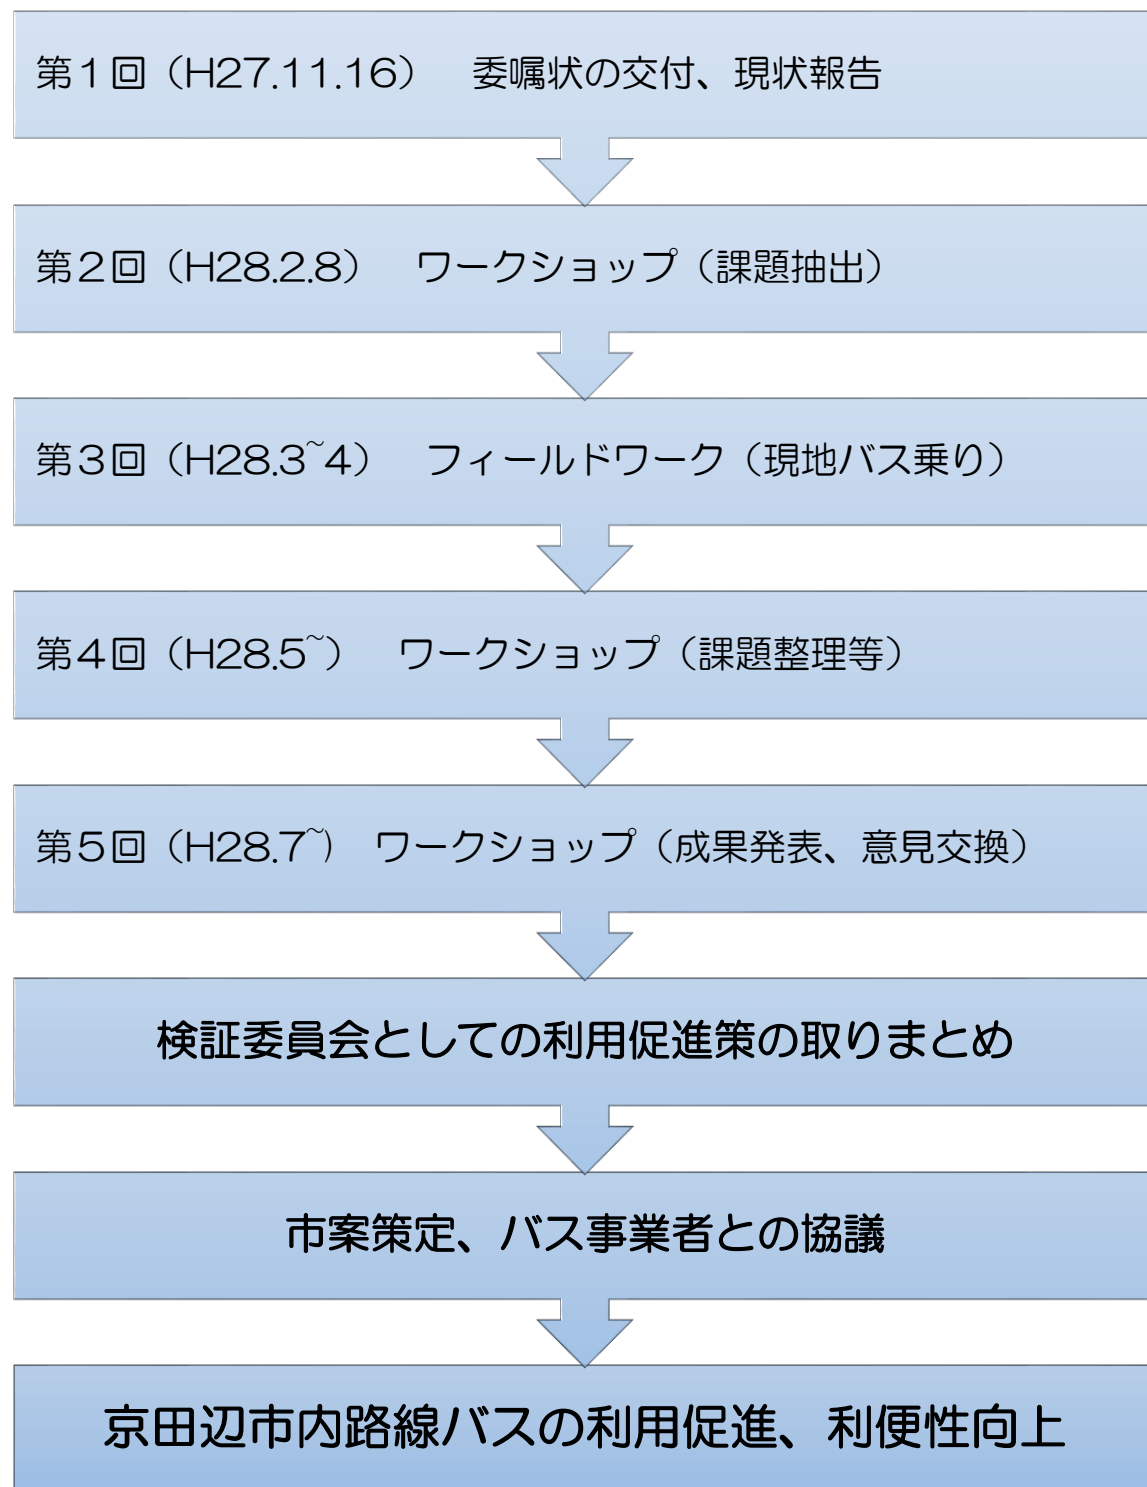 第１回（H27.11.16）　委嘱状の交付、現状報告
第２回（H28.2.8）　ワークショップ（課題抽出）
第３回（H28.3~4）　フィールドワーク（現地バス乗り）
第４回（H28.5~）　ワークショップ（課題整理等）
第５回（H28.7~)　ワークショップ（成果発表、意見交換）
検証委員会としての利用促進策の取りまとめ
市案策定、バス事業者との協議
京田辺市内路線バスの利用促進、利便性向上